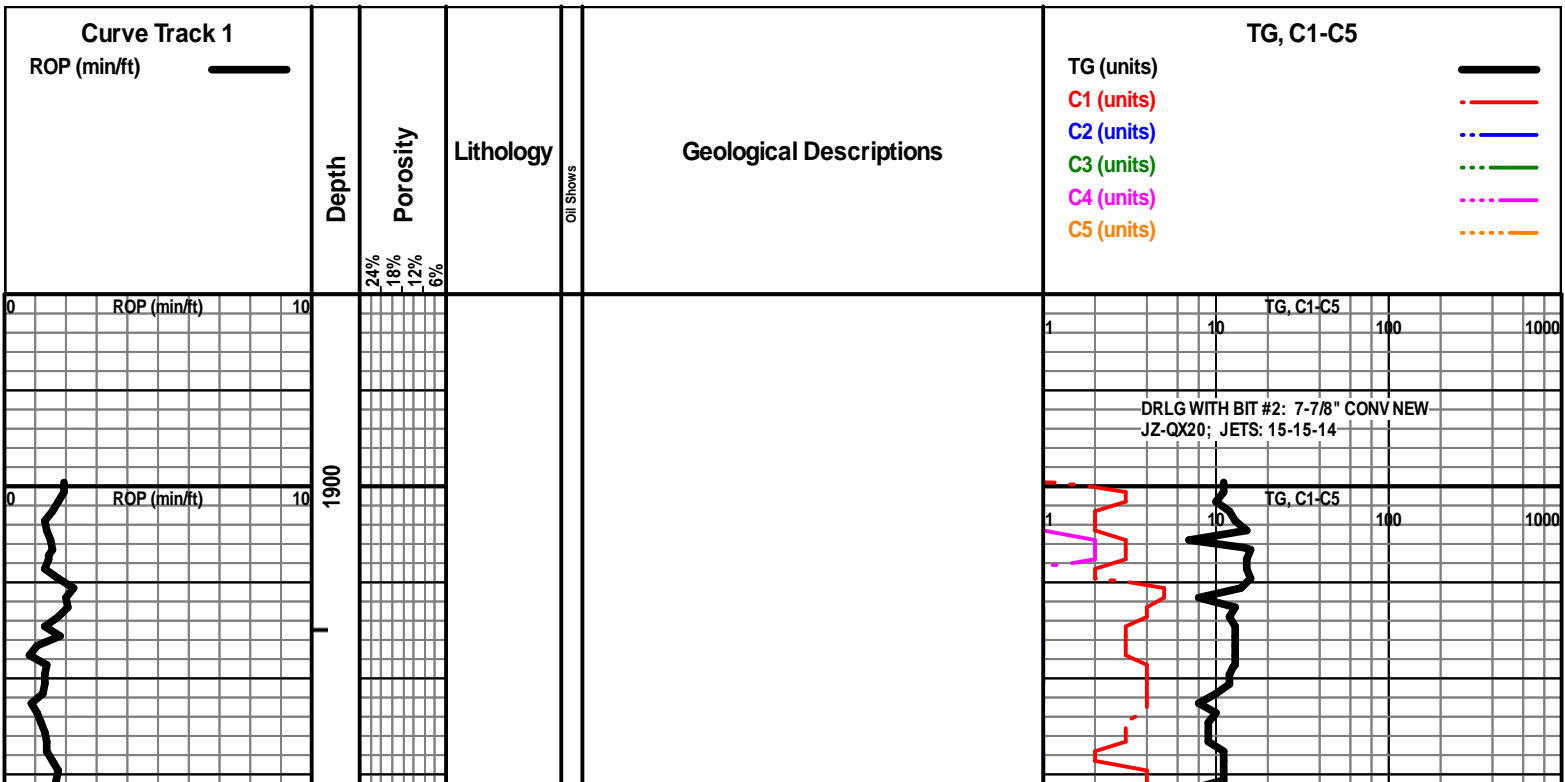 Curve Track 1
ROP (min/ft)
Depth
Porosity
24%
18%
12%
6%
Lithology
Oil Shows
Geological Descriptions
TG, C1-C5
TG (units)
C1 (units)
C2 (units)
C3 (units)
C4 (units)
C5 (units)
0 ROP (min/ft) 10
TG, C1-C5
1 10 100 1000
DRLG WITH BIT #2: 7-7/8" CONV NEW
JZ-QX20; JETS: 15-15-14
1900
0 ROP (min/ft) 10
TG, C1-C5
1 10 100 1000